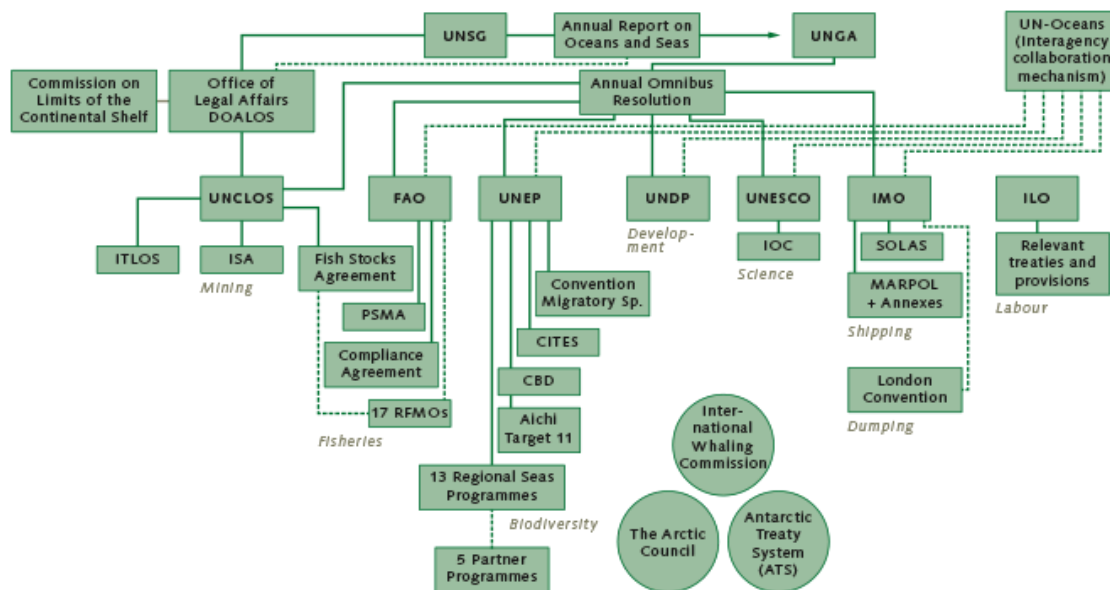 UNSG
Annual Report on
Oceans and Seas
UNGA
UN-Oceans
(Interagency
collaboration
mechanism)
Commission on
Limits of the
Continental Shelf
Office of
Legal Affairs
DOALOS
Annual Omnibus
Resolution
UNCLOS
FAO
UNEP
UNDP
UNESCO
IMO
ILO
Develop-
ment
ITLOS
ISA
Fish Stocks
Agreement
IOC
SOLAS
Relevant
treaties and
provisions
Mining
Science
Convention
Migratory Sp.
MARPOL
+ Annexes
PSMA
Shipping
Labour
CITES
Compliance
Agreement
CBD
London
Convention
17 RFMOs
Aichi
Target 11
Fisheries
Dumping
Inter-
national
Whaling
Commission
13 Regional Seas
Programmes
Biodiversity
The Arctic
Council
Antarctic
Treaty
System
(ATS)
5 Partner
Programmes